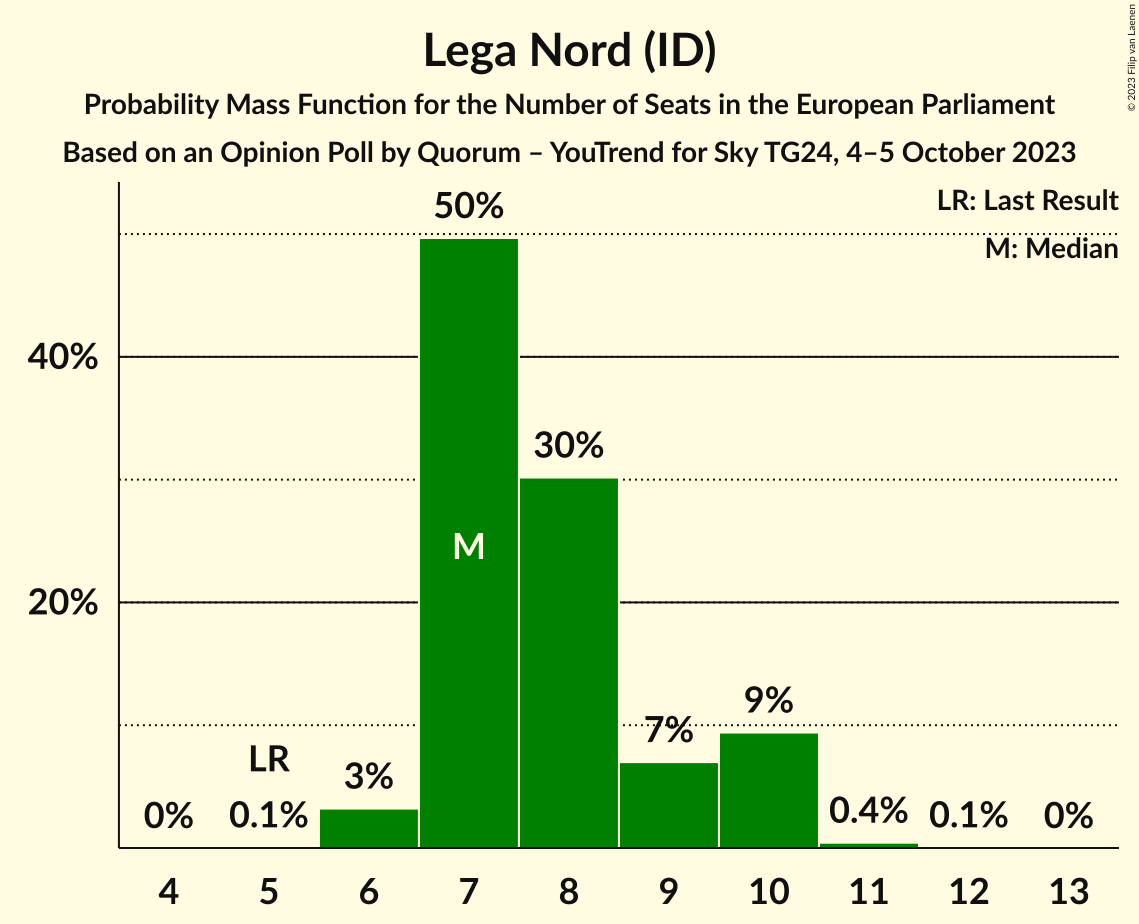 Lega Nord (ID)
Probability Mass Function for the Number of Seats in the European Parliament
Based on an Opinion Poll by Quorum – YouTrend for Sky TG24, 4–5 October 2023
© 2023 Filip van Laenen
LR: Last Result
M: Median
50%
40%
30%
M
20%
9%
7%
LR
3%
0%
0.1%
0.4%
0.1%
0%
4 5 6 7 8 9 10 11 12 13